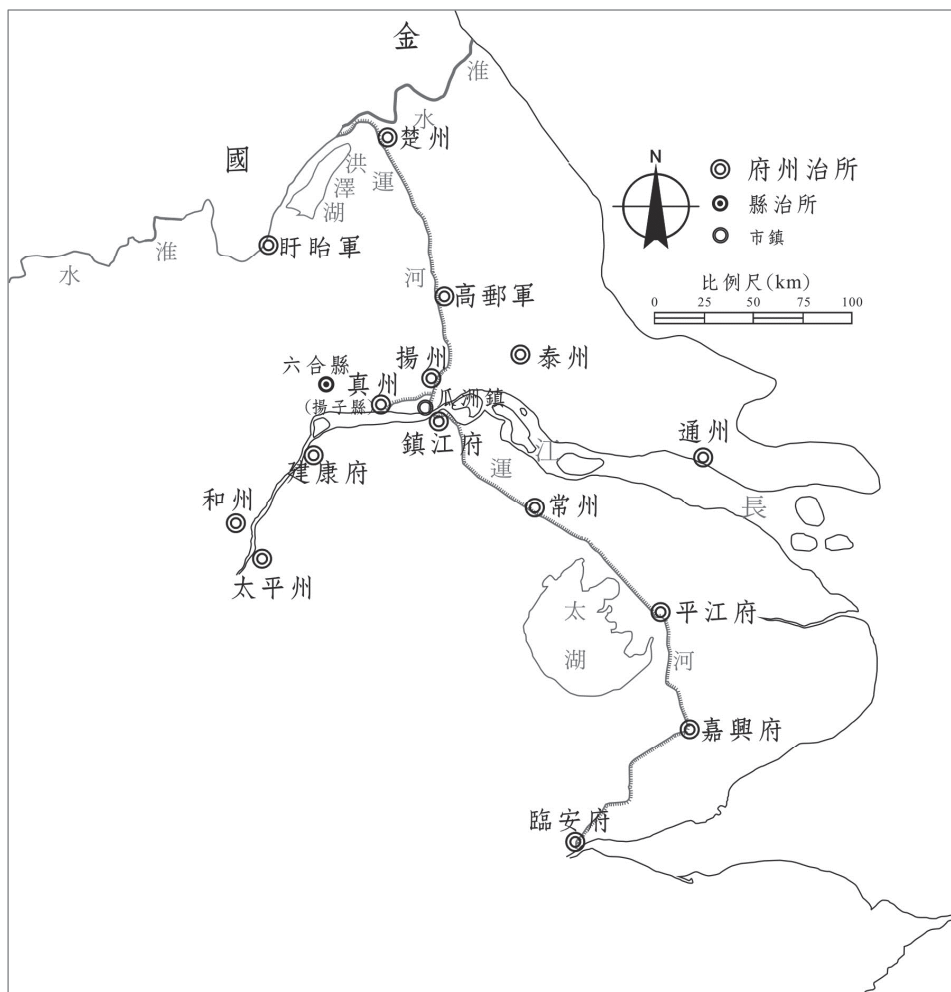 金
國
淮
水
楚州
洪
澤
湖
運
河
淮
水
盱眙軍
高郵軍
N
府州治所
縣治所
市鎮
比例尺(km)
0 25 50 75 100
泰州
揚州
六合縣
真州
(揚子縣)
瓜洲鎮
鎮江府
建康府
江
通州
長
運
和州
常州
太平州
太
湖
平江府
河
嘉興府
臨安府